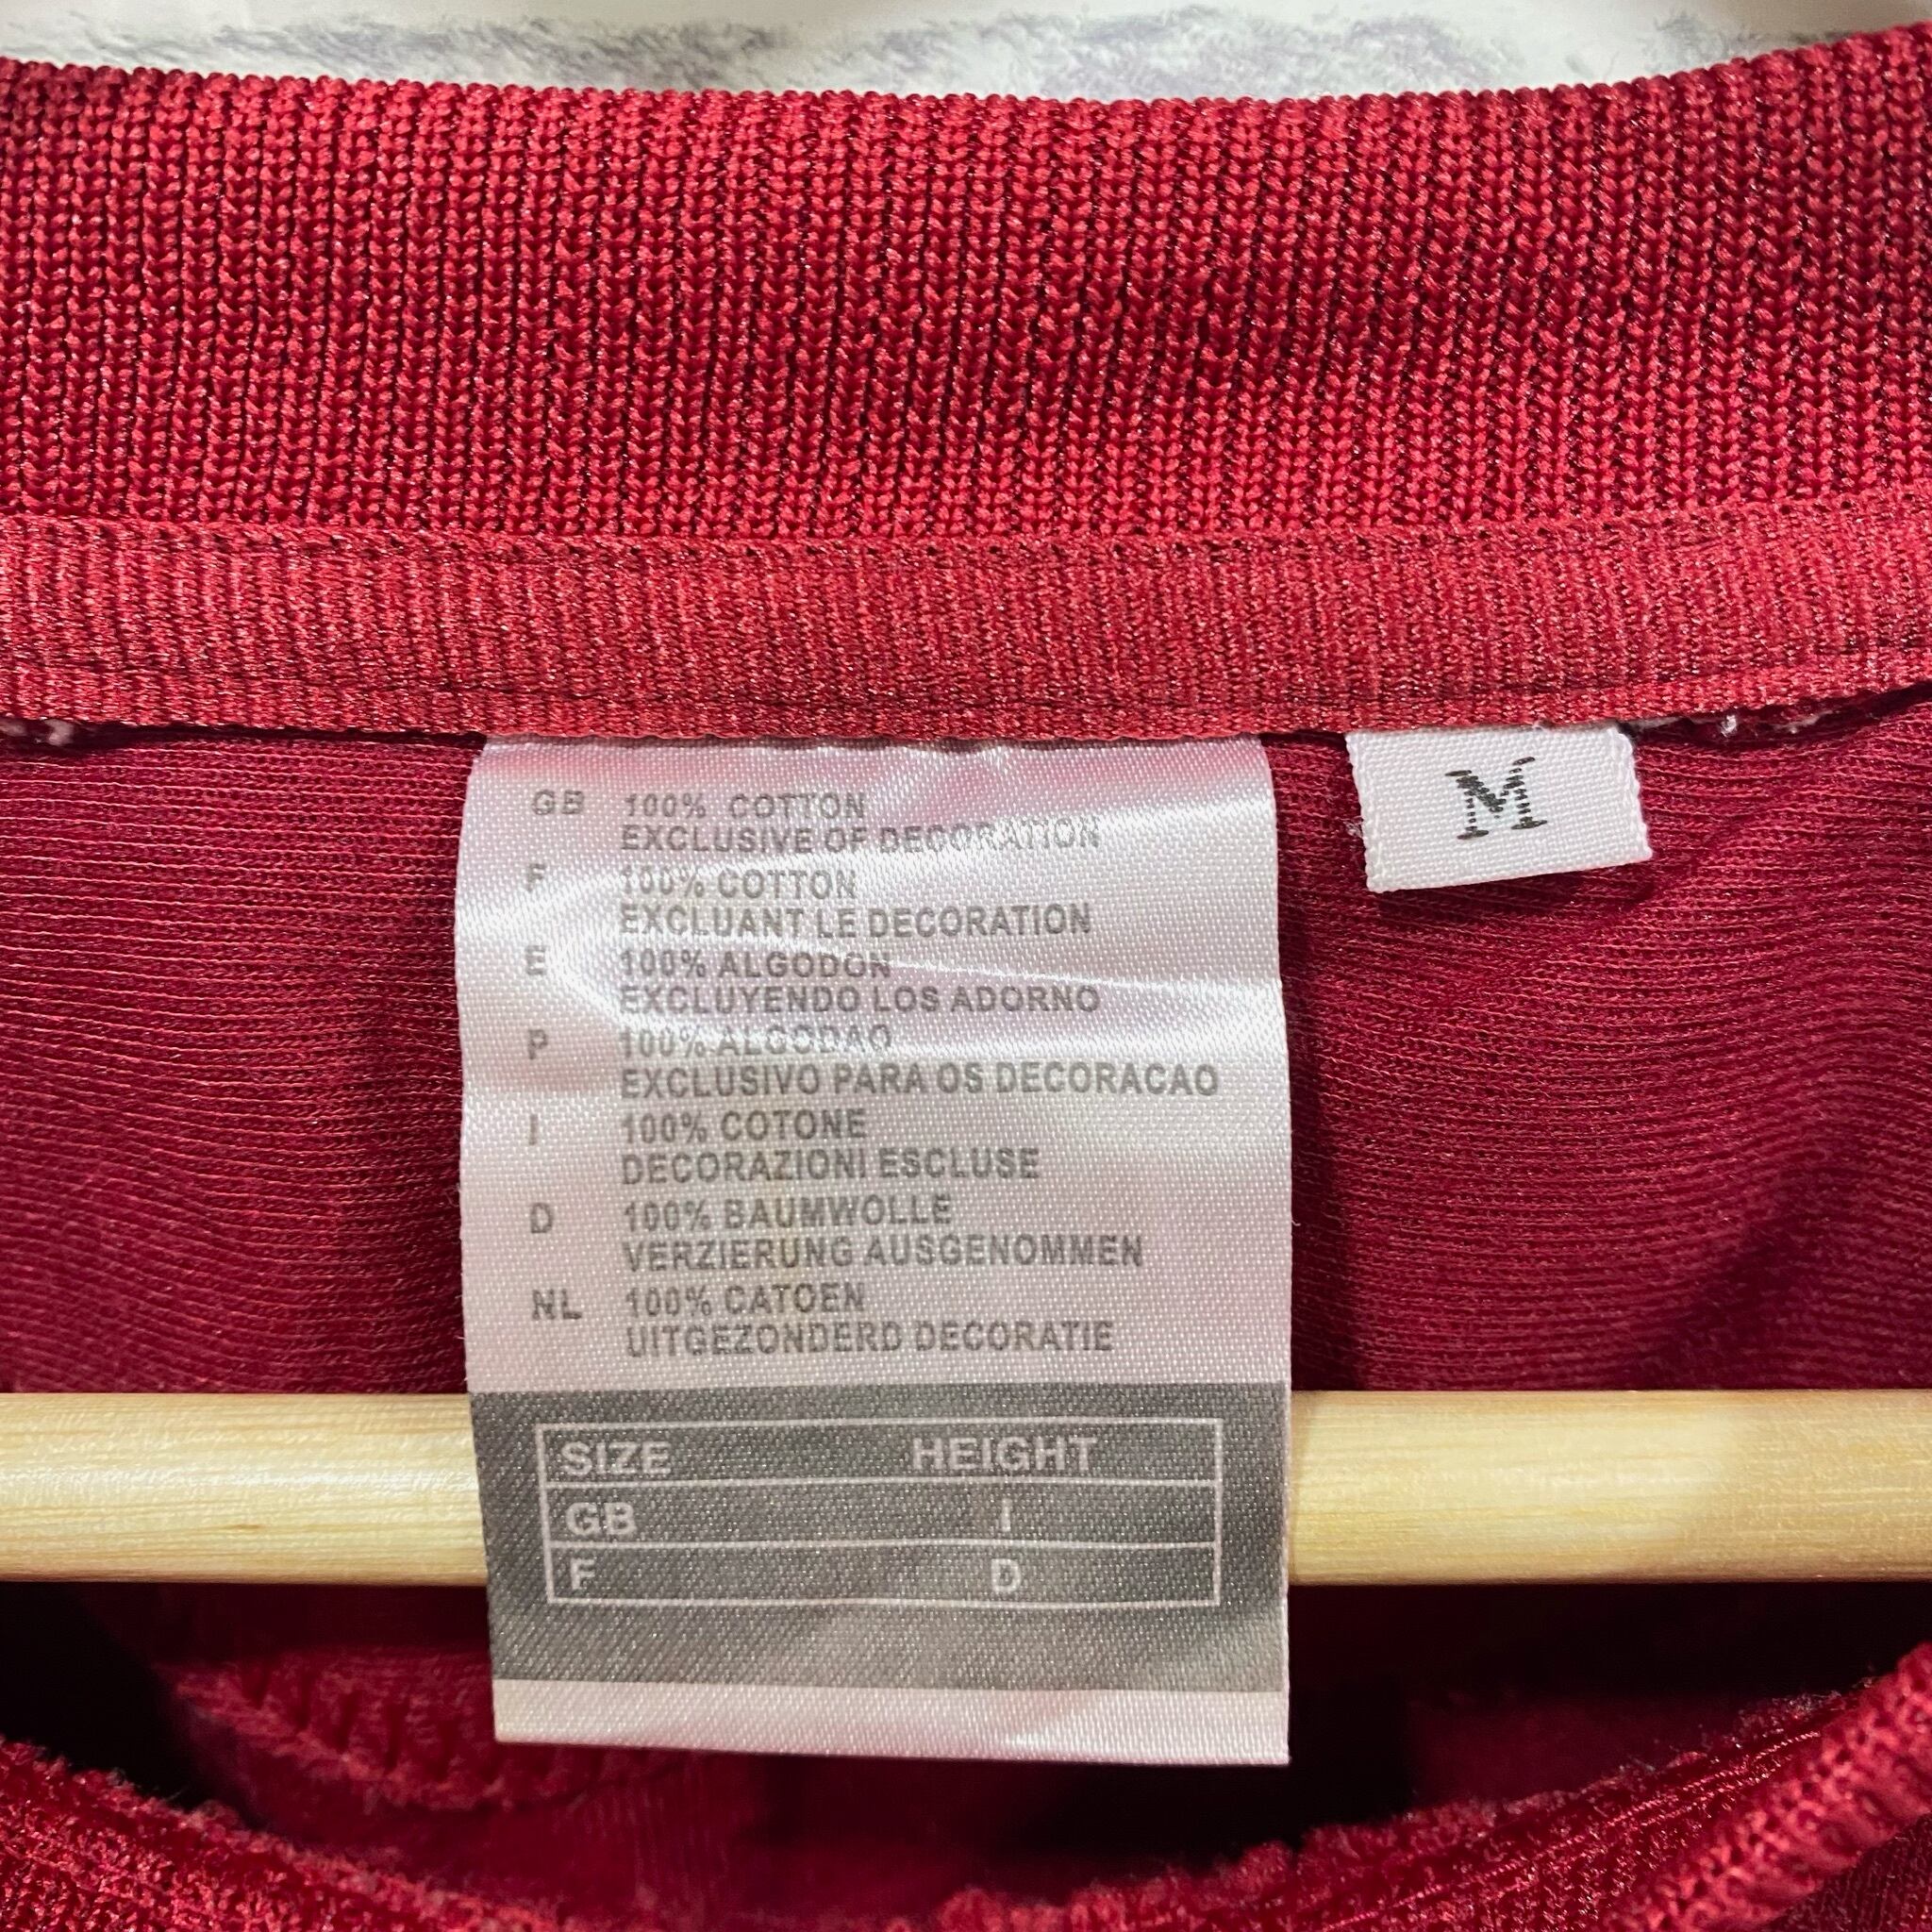 GB 100% COTTON
EXCLUSIVE OF DECORATION
F 100% COTTON
EXCLUANT LE DECORATION
E 100% ALGODON
EXCLUYENDO LOS ADORNO
P 100% ALGODAO
EXCLUSIVO PARA OS DECORACAO
I 100% COTONE
DECORAZIONI ESCLUSE
D 100% BAUMWOLLE
VERZIERUNG AUSGENOMMEN
NL 100% CATOEN
UITGEZONDERD DECORATIE
SIZE HEIGHT
GB I
F D
M